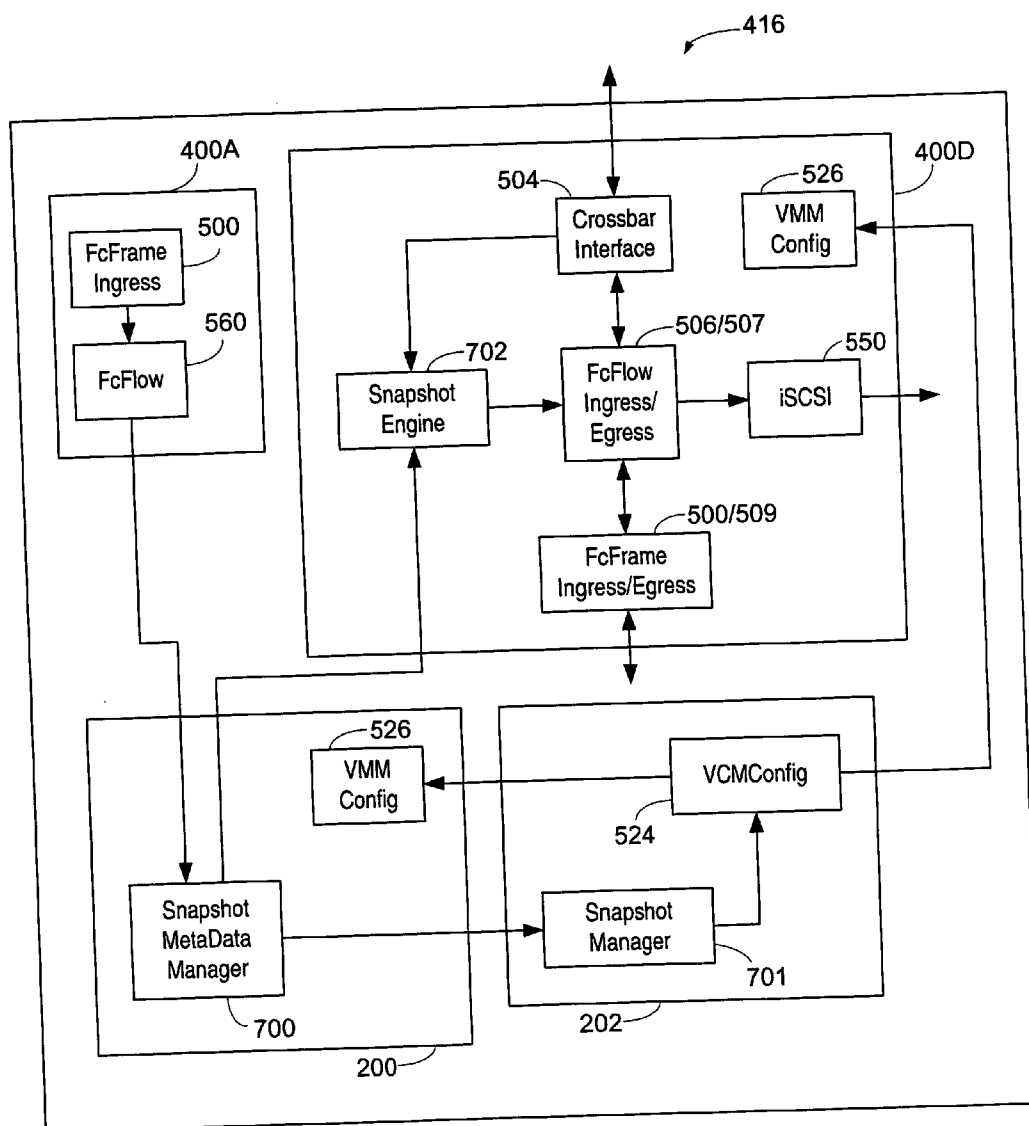 416
400A
500
FcFrame
Ingress
560
FcFlow
504
Crossbar
Interface
526
VMM
Config
400D
702
Snapshot
Engine
506/507
FcFlow
Ingress/
Egress
550
iSCSI
500/509
FcFrame
Ingress/Egress
526
VMM
Config
VCMConfig
524
Snapshot
MetaData
Manager
700
Snapshot
Manager
701
202
200